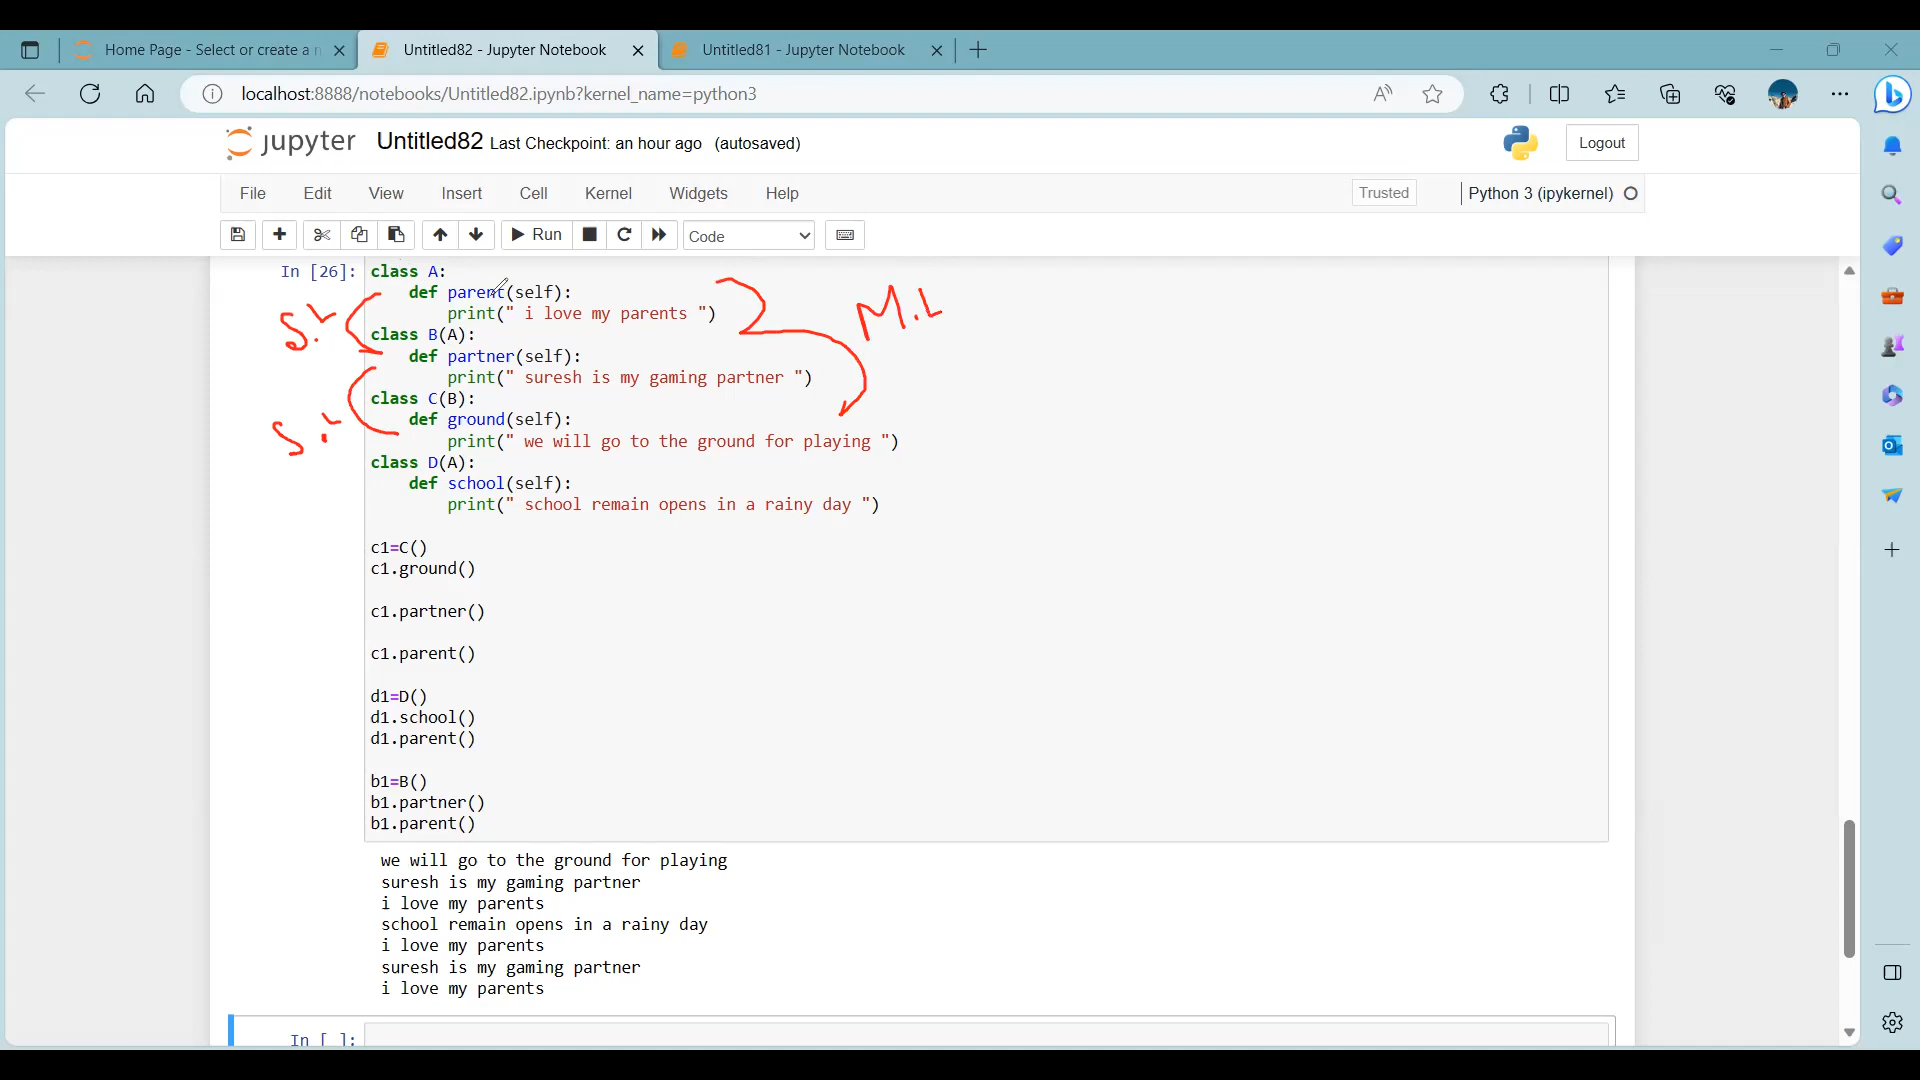 Home Page - Select or create a n
Untitled82 - Jupyter Notebook
Untitled81 - Jupyter Notebook
localhost:8888/notebooks/Untitled82.ipynb?kernel_name=python3
jupyter Untitled82 Last Checkpoint: an hour ago (autosaved)
Logout
File Edit View Insert Cell Kernel Widgets Help
Trusted
Python 3 (ipykernel)
Run
Code
In [26]:
class A:
    def parent(self):
        print(" i love my parents ")
class B(A):
    def partner(self):
        print(" suresh is my gaming partner ")
class C(B):
    def ground(self):
        print(" we will go to the ground for playing ")
class D(A):
    def school(self):
        print(" school remain opens in a rainy day ")
M.L
c1=C()
c1.ground()
c1.partner()
c1.parent()
d1=D()
d1.school()
d1.parent()
b1=B()
b1.partner()
b1.parent()
we will go to the ground for playing
suresh is my gaming partner
i love my parents
school remain opens in a rainy day
i love my parents
suresh is my gaming partner
i love my parents
In [ ]: